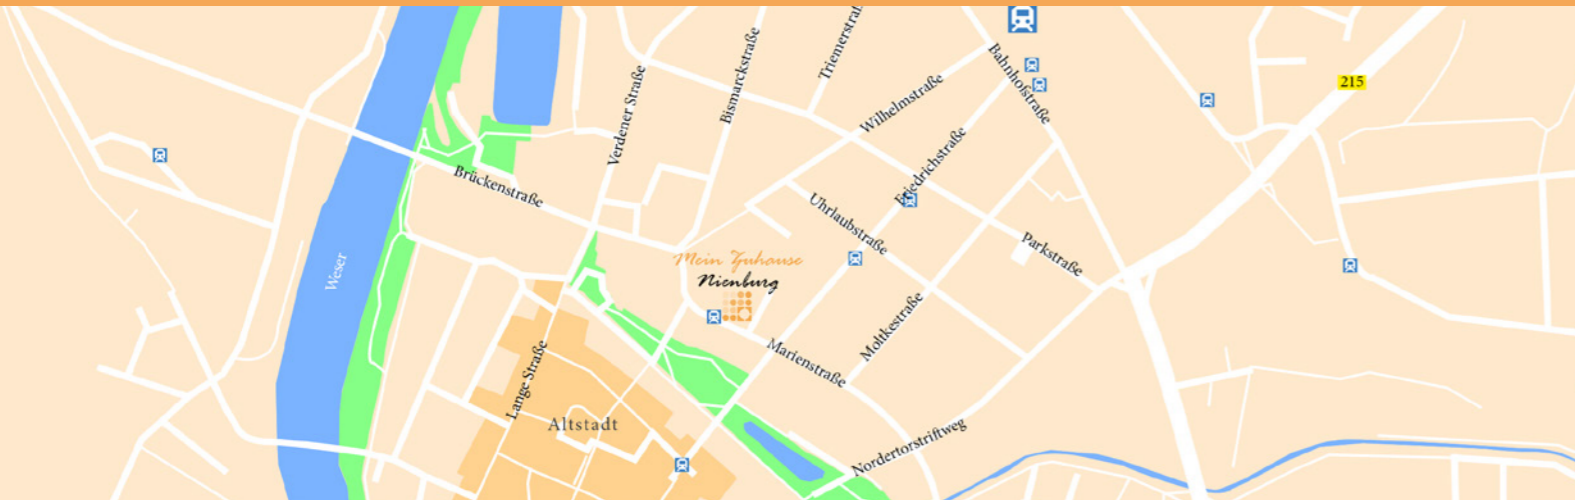 Triemerstraß
Bismarckstraße
Verdener Straße
Wilhelmstraße
Bahnhofstraße
215
Friedrichstraße
Brückenstraße
Uhrlaubstraße
Parkstraße
Weser
Mein Zuhause
Nienburg
Moltkestraße
Marienstraße
Lange Straße
Altstadt
Nordertorstriftweg